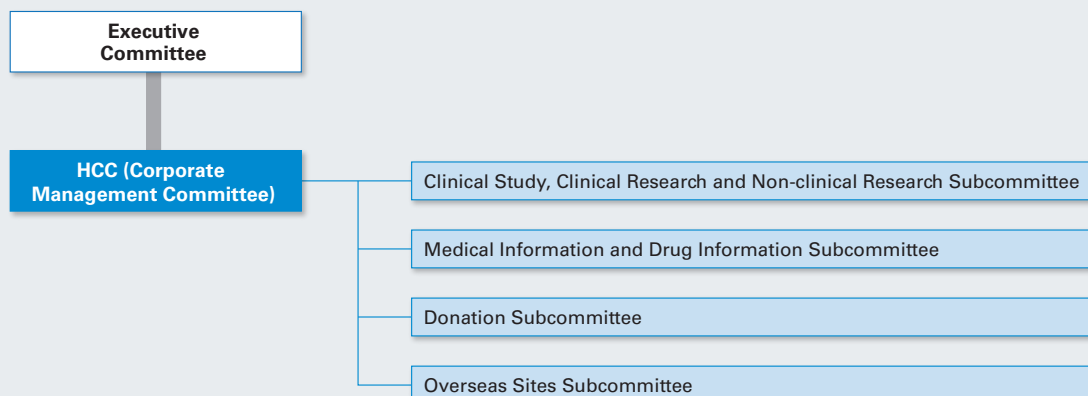 Executive
Committee
HCC (Corporate
Management Committee)
Clinical Study, Clinical Research and Non-clinical Research Subcommittee
Medical Information and Drug Information Subcommittee
Donation Subcommittee
Overseas Sites Subcommittee